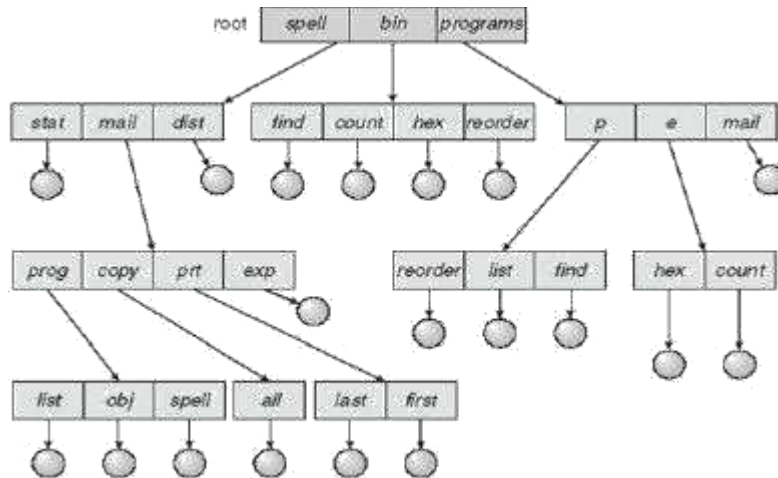 root spell bin programs
stat mail dist find count hex reorder p e mail
prog copy prt exp reorder list find hex count
list obj spell all last first